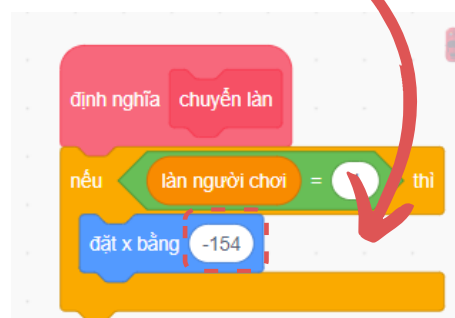 định nghĩa chuyển làn
nếu làn người chơi = thì
đặt x bằng -154